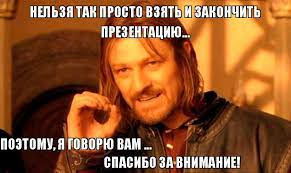 НЕЛЬЗЯ ТАК ПРОСТО ВЗЯТЬ И ЗАКОНЧИТЬ
ПРЕЗЕНТАЦИЮ...
ПОЭТОМУ, Я ГОВОРЮ ВАМ ...
СПАСИБО ЗА ВНИМАНИЕ!